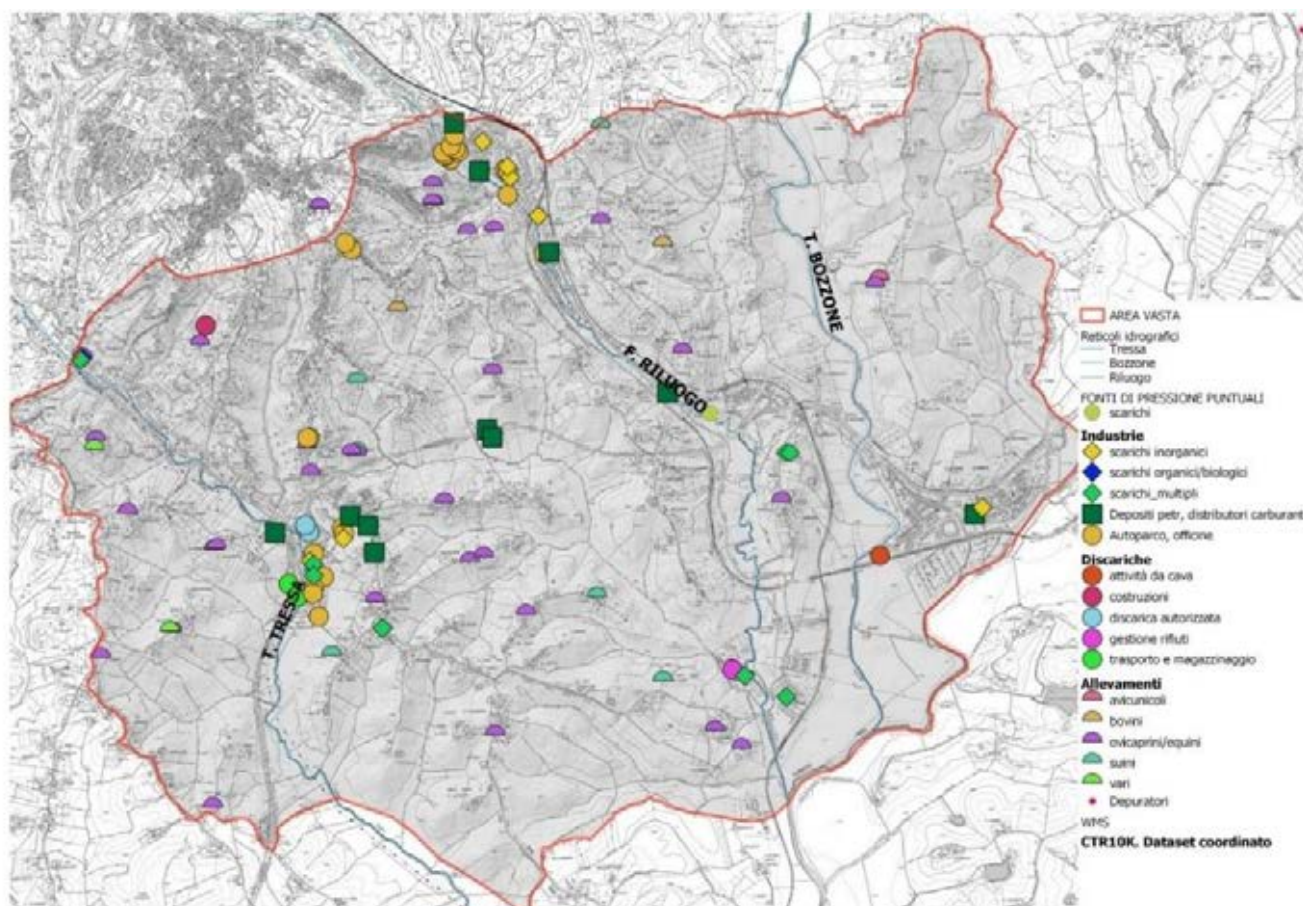 T. BOZZONE
F. RILUOGO
T. TRESSA
AREA VASTA
Reticoli idrografici
Tressa
Bozzone
Riluogo
FONTI DI PRESSIONE PUNTUALI
scarichi
Industrie
scarichi inorganici
scarichi organici/biologici
scarichi_multipli
Depositi petr, distributori carburant
Autoparco, officine
Discariche
attività da cava
costruzioni
discarica autorizzata
gestione rifiuti
trasporto e magazzinaggio
Allevamenti
avicunicoli
bovini
ovicaprini/equini
suini
vari
Depuratori
WMS
CTR10K. Dataset coordinato